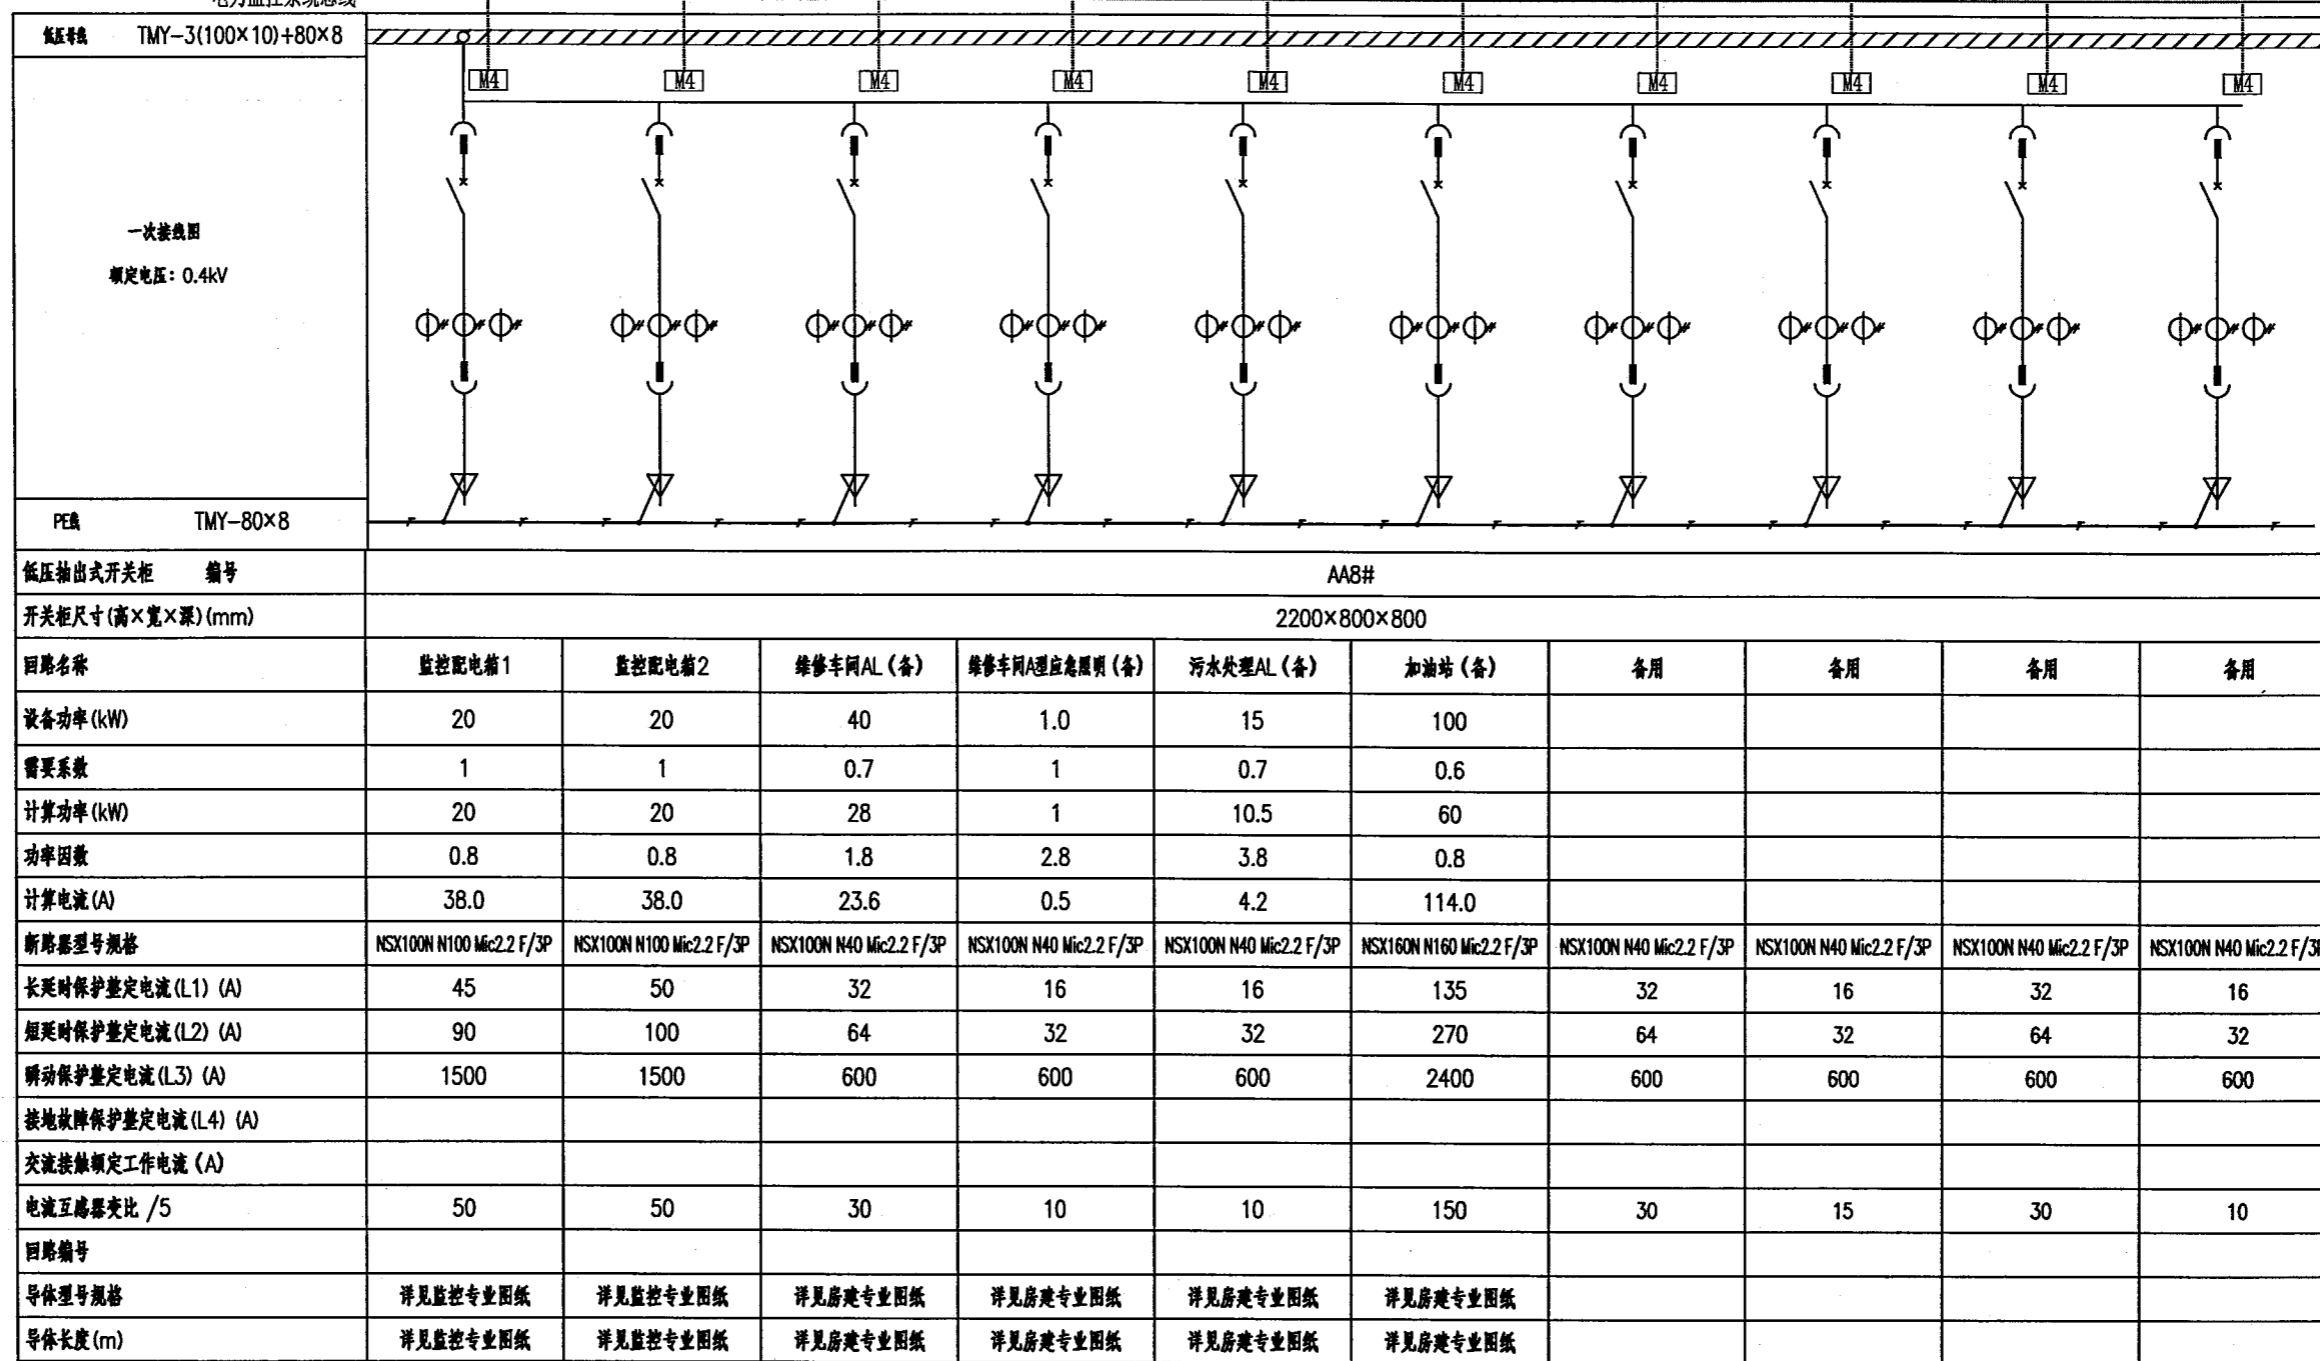 电力监控系统总线
低压母线 TMY-3(100×10)+80×8
M4 M4 M4 M4 M4 M4 M4 M4 M4 M4
一次接线图
额定电压: 0.4kV
PE线 TMY-80×8
低压抽出式开关柜 编号 AA8#
开关柜尺寸(高×宽×深)(mm) 2200×800×800
回路名称 监控配电箱1 监控配电箱2 维修车间AL(备) 维修车间A型应急照明(备) 污水处理AL(备) 加油站(备) 备用 备用 备用 备用
设备功率(kW) 20 20 40 1.0 15 100
需要系数 1 1 0.7 1 0.7 0.6
计算功率(kW) 20 20 28 1 10.5 60
功率因数 0.8 0.8 1.8 2.8 3.8 0.8
计算电流(A) 38.0 38.0 23.6 0.5 4.2 114.0
断路器型号规格 NSX100N N100 Mic2.2 F/3P NSX100N N100 Mic2.2 F/3P NSX100N N40 Mic2.2 F/3P NSX100N N40 Mic2.2 F/3P NSX100N N40 Mic2.2 F/3P NSX160N N160 Mic2.2 F/3P NSX100N N40 Mic2.2 F/3P NSX100N N40 Mic2.2 F/3P NSX100N N40 Mic2.2 F/3P NSX100N N40 Mic2.2 F/3P
长延时保护整定电流(L1) (A) 45 50 32 16 16 135 32 16 32 16
短延时保护整定电流(L2) (A) 90 100 64 32 32 270 64 32 64 32
瞬动保护整定电流(L3) (A) 1500 1500 600 600 600 2400 600 600 600 600
接地故障保护整定电流(L4) (A)
交流接触额定工作电流(A)
电流互感器变比 /5 50 50 30 10 10 150 30 15 30 10
回路编号
导体型号规格 详见监控专业图纸 详见监控专业图纸 详见房建专业图纸 详见房建专业图纸 详见房建专业图纸 详见房建专业图纸
导体长度(m) 详见监控专业图纸 详见监控专业图纸 详见房建专业图纸 详见房建专业图纸 详见房建专业图纸 详见房建专业图纸